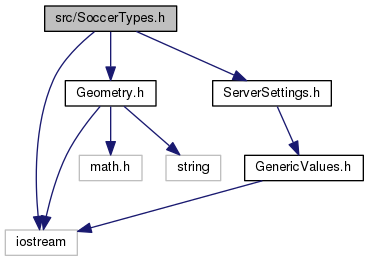 src/SoccerTypes.h
Geometry.h
ServerSettings.h
math.h
string
GenericValues.h
iostream